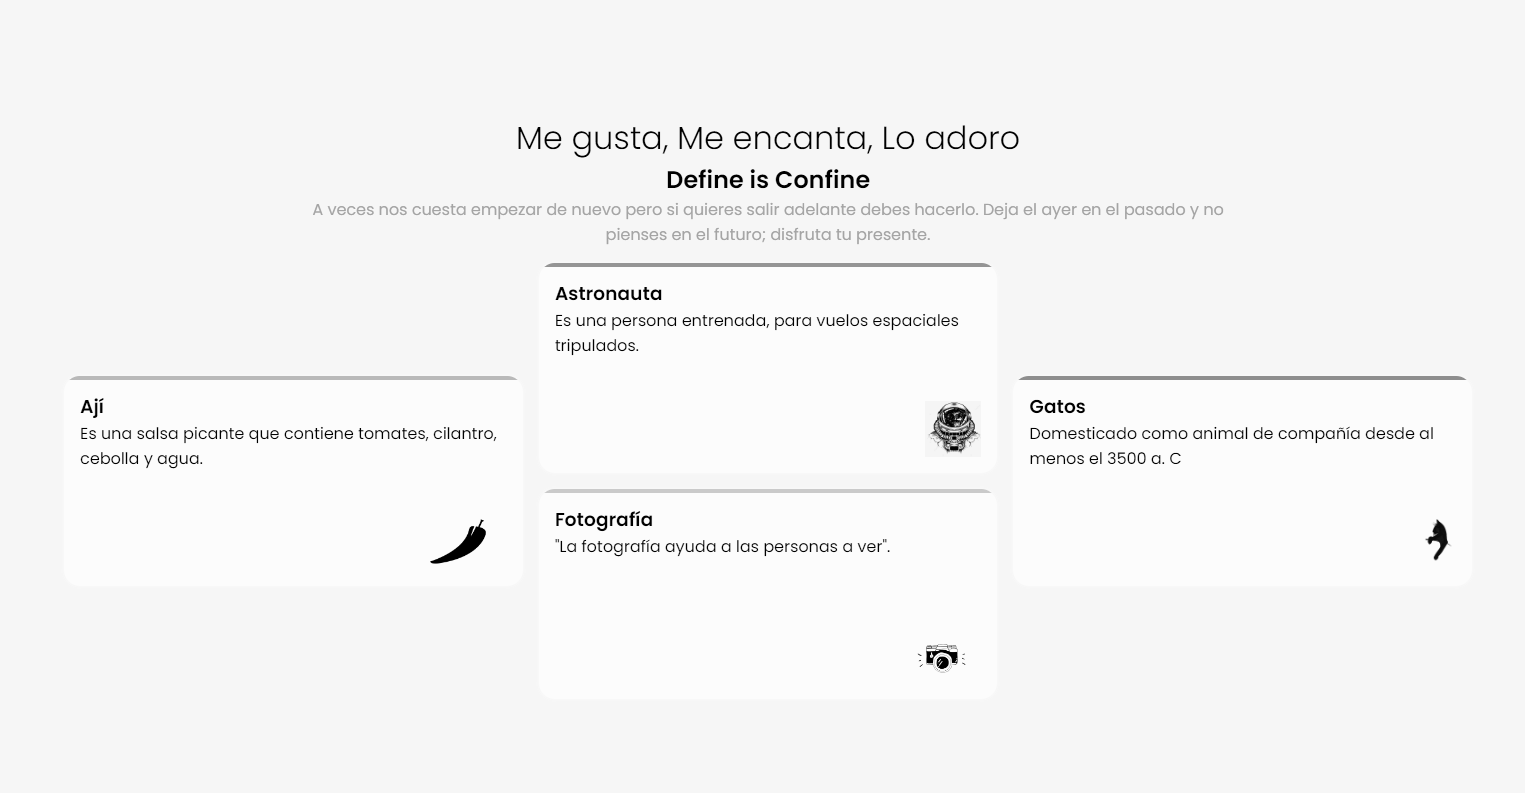 Me gusta, Me encanta, Lo adoro
Define is Confine
A veces nos cuesta empezar de nuevo pero si quieres salir adelante debes hacerlo. Deja el ayer en el pasado y no
pienses en el futuro; disfruta tu presente.
Ají
Es una salsa picante que contiene tomates, cilantro,
cebolla y agua.
Astronauta
Es una persona entrenada, para vuelos espaciales
tripulados.
Fotografía
"La fotografía ayuda a las personas a ver".
Gatos
Domesticado como animal de compañía desde al
menos el 3500 a. C